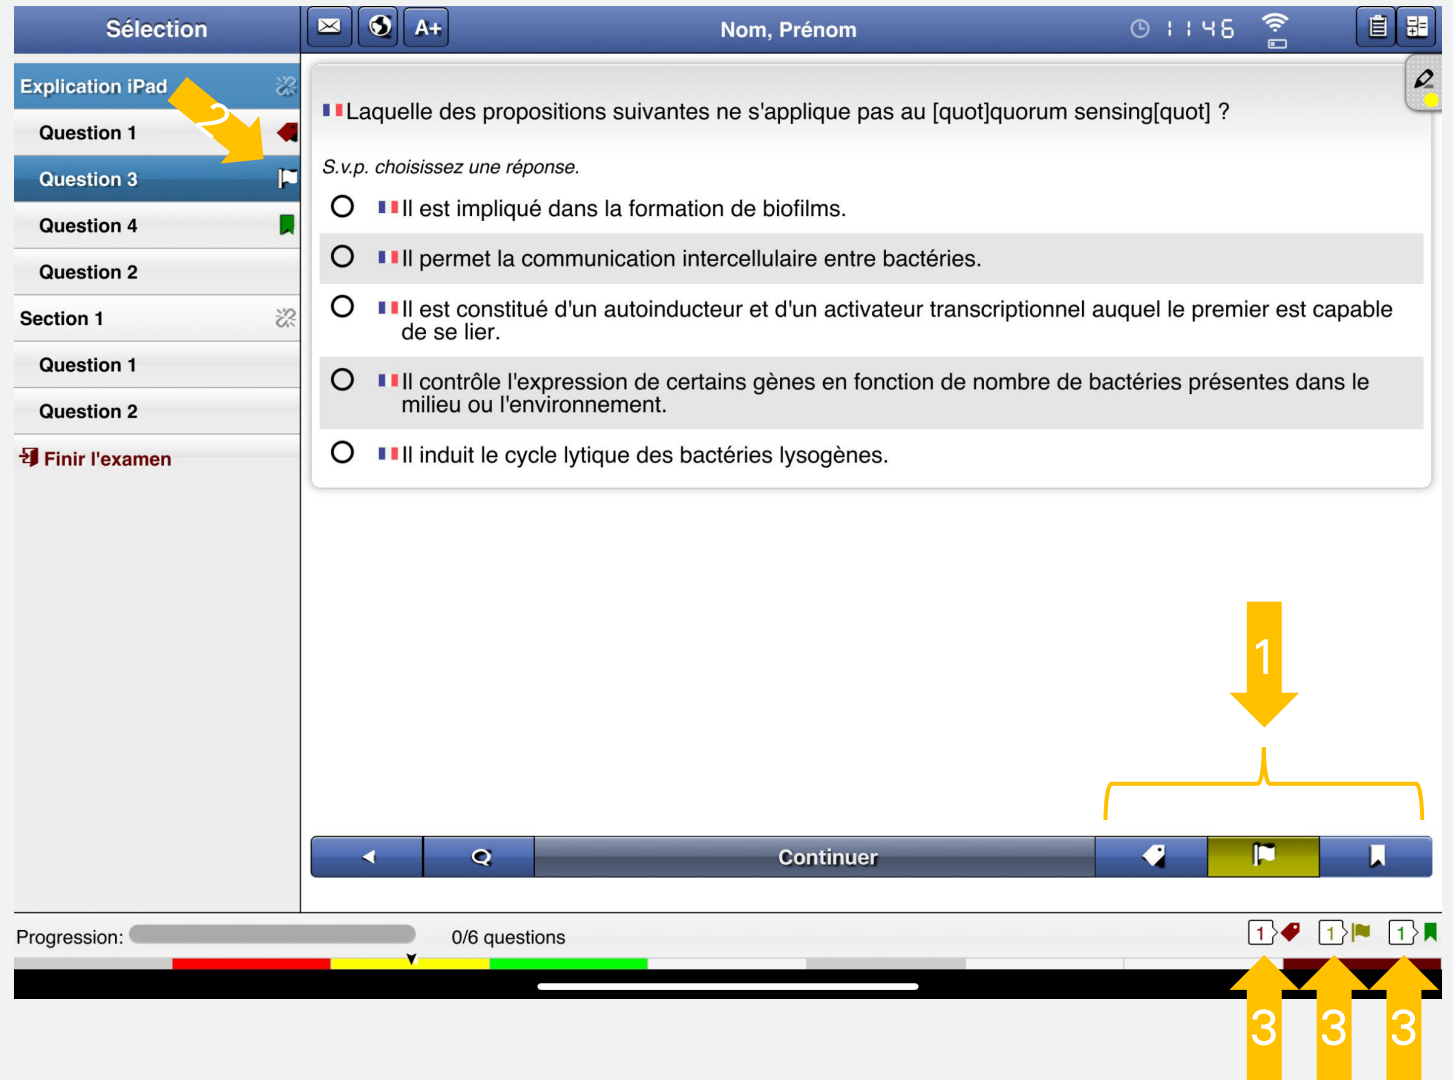 Sélection
A+
Nom, Prénom
11:46
Explication iPad
2
Question 1
Question 3
Question 4
Question 2
Section 1
Question 1
Question 2
Finir l'examen
Laquelle des propositions suivantes ne s'applique pas au [quot]quorum sensing[quot] ?
S.v.p. choisissez une réponse.
Il est impliqué dans la formation de biofilms.
Il permet la communication intercellulaire entre bactéries.
Il est constitué d'un autoinducteur et d'un activateur transcriptionnel auquel le premier est capable
de se lier.
Il contrôle l'expression de certains gènes en fonction de nombre de bactéries présentes dans le
milieu ou l'environnement.
Il induit le cycle lytique des bactéries lysogènes.
1
Continuer
Progression:
0/6 questions
1
1
1
3
3
3